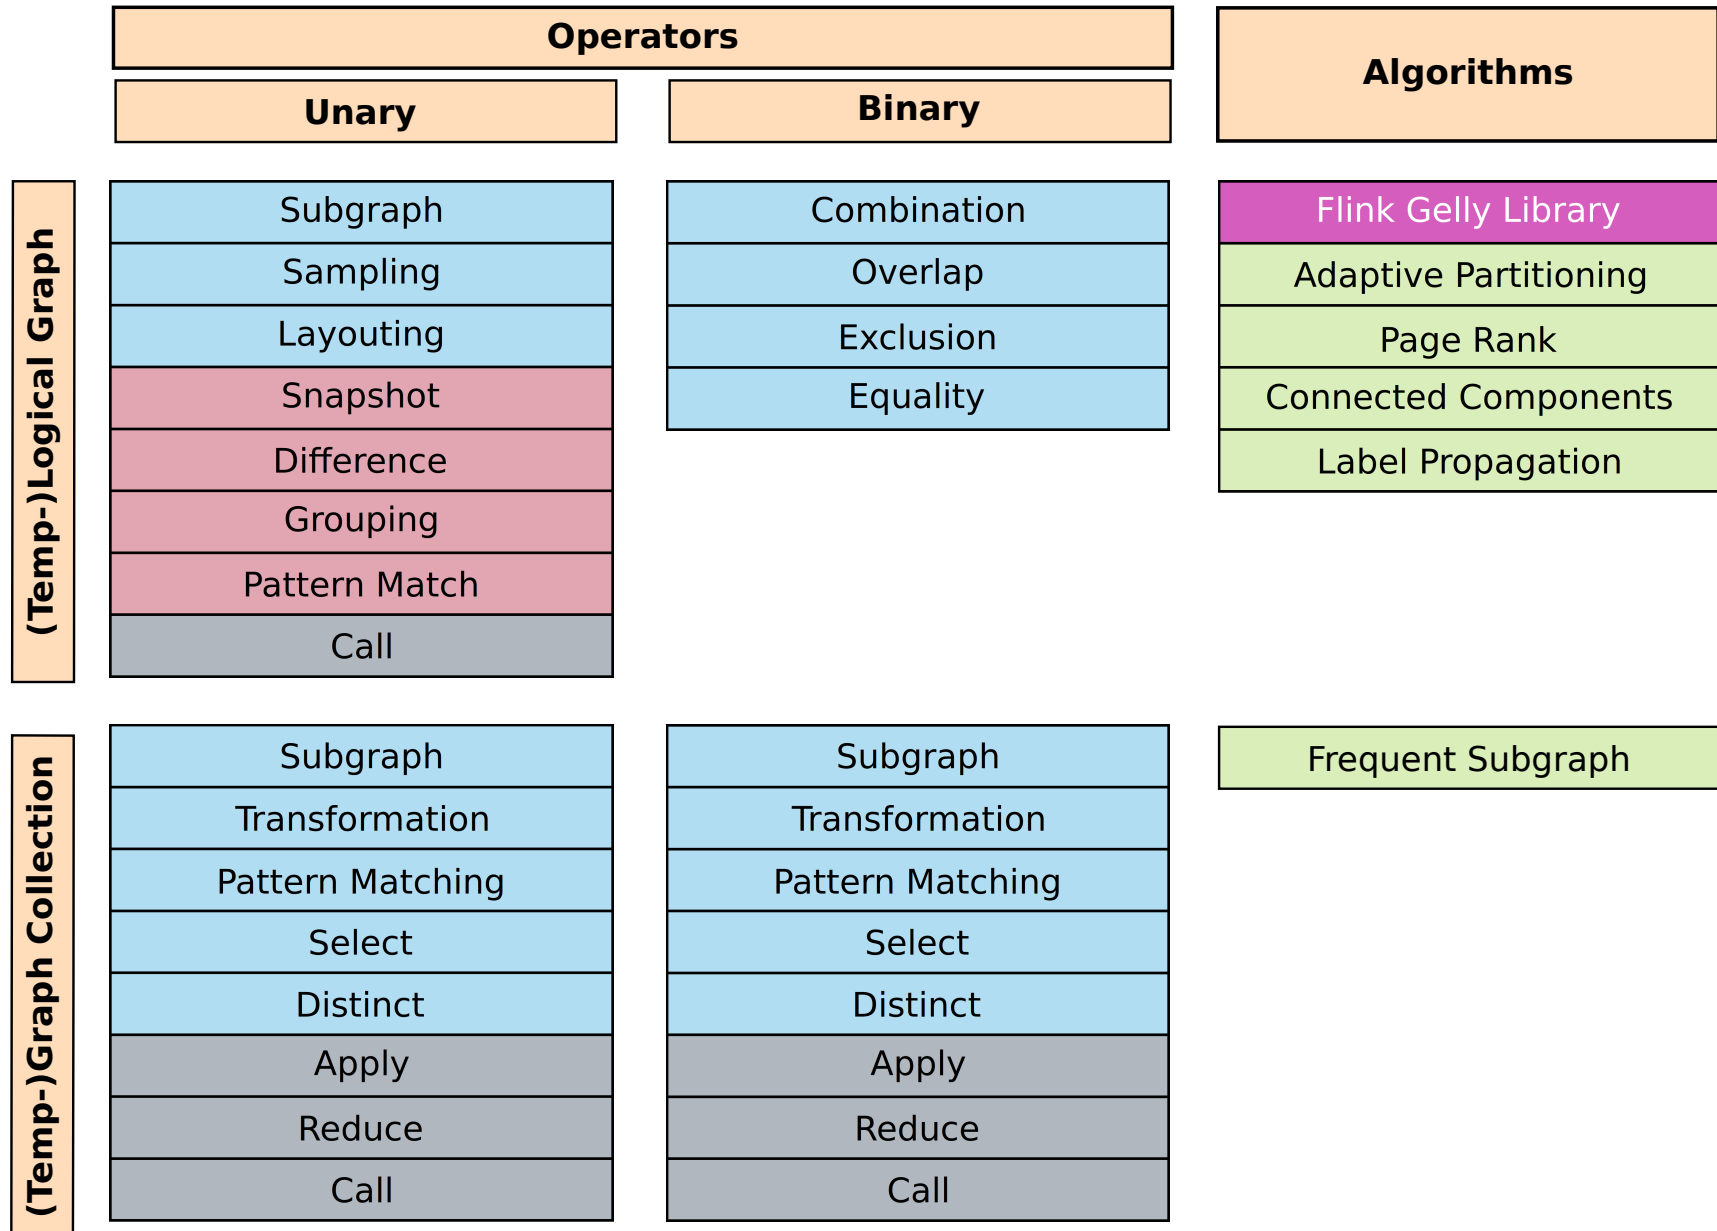 Operators
Unary
Binary
Algorithms
(Temp-)Logical Graph
Subgraph
Sampling
Layouting
Snapshot
Difference
Grouping
Pattern Match
Call
Combination
Overlap
Exclusion
Equality
Flink Gelly Library
Adaptive Partitioning
Page Rank
Connected Components
Label Propagation
(Temp-)Graph Collection
Subgraph
Transformation
Pattern Matching
Select
Distinct
Apply
Reduce
Call
Subgraph
Transformation
Pattern Matching
Select
Distinct
Apply
Reduce
Call
Frequent Subgraph